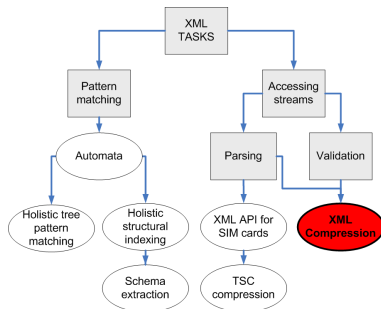 XML
TASKS
Pattern
matching
Accessing
streams
Automata
Parsing
Validation
Holistic tree
pattern
matching
Holistic
structural
indexing
XML API for
SIM cards
XML
Compression
Schema
extraction
TSC
compression